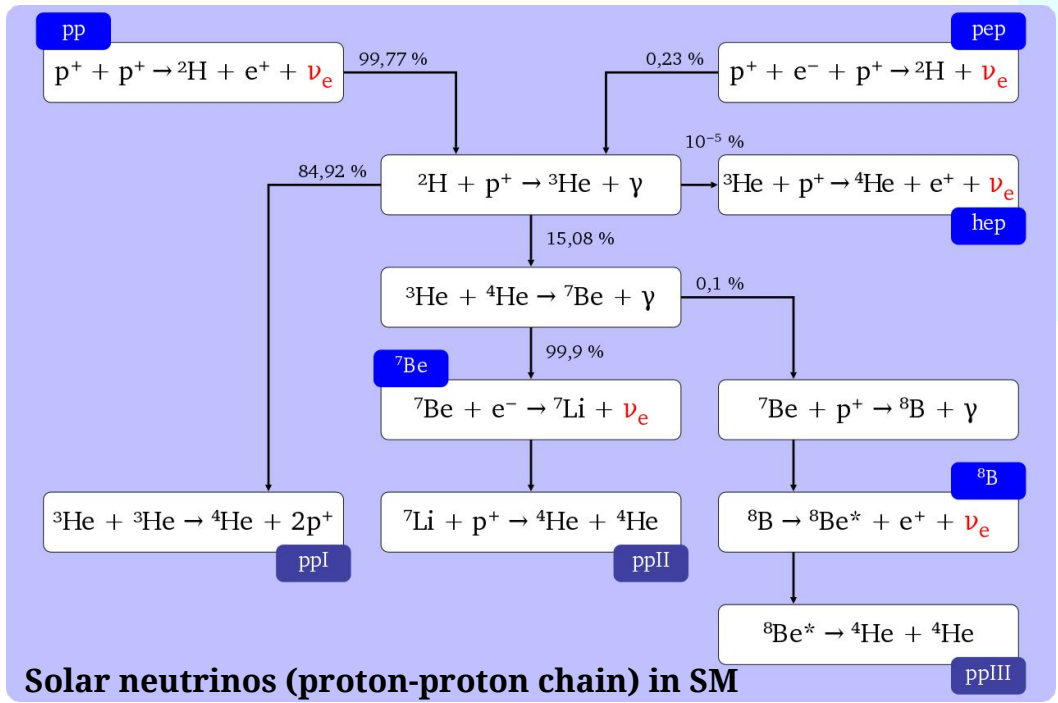 pp
pep
p⁺ + p⁺ → ²H + e⁺ + νₑ
99,77 %
0,23 %
p⁺ + e⁻ + p⁺ → ²H + νₑ
10⁻⁵ %
84,92 %
²H + p⁺ → ³He + γ
³He + p⁺ → ⁴He + e⁺ + νₑ
hep
15,08 %
³He + ⁴He → ⁷Be + γ
0,1 %
99,9 %
⁷Be
⁷Be + e⁻ → ⁷Li + νₑ
⁷Be + p⁺ → ⁸B + γ
⁸B
³He + ³He → ⁴He + 2p⁺
⁷Li + p⁺ → ⁴He + ⁴He
⁸B → ⁸Be* + e⁺ + νₑ
ppI
ppII
⁸Be* → ⁴He + ⁴He
ppIII
Solar neutrinos (proton-proton chain) in SM